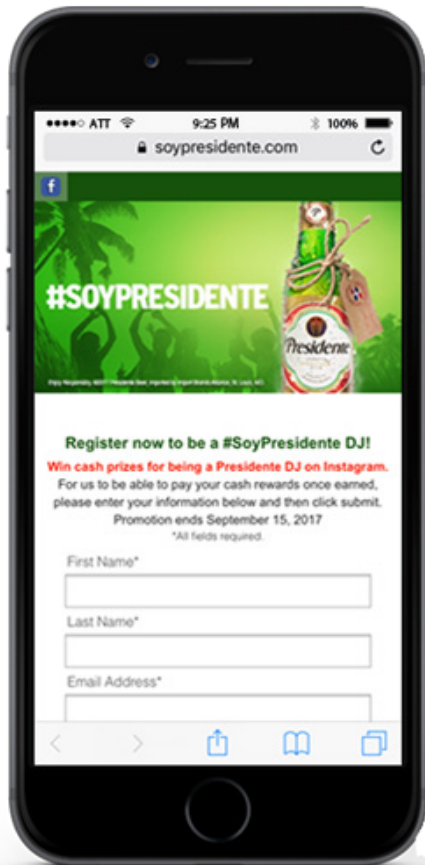 ATT 9:25 PM 100%
soypresidente.com
f
#SOYPRESIDENTE
Presidente
Register now to be a #SoyPresidente DJ!
Win cash prizes for being a Presidente DJ on Instagram.
For us to be able to pay your cash rewards once earned,
please enter your information below and then click submit.
Promotion ends September 15, 2017
*All fields required.
First Name*
Last Name*
Email Address*